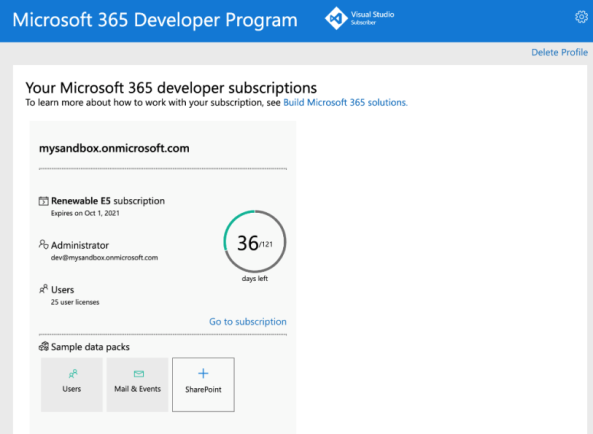 Microsoft 365 Developer Program
Visual Studio
Subscriber
Delete Profile
Your Microsoft 365 developer subscriptions
To learn more about how to work with your subscription, see Build Microsoft 365 solutions.
mysandbox.onmicrosoft.com
Renewable E5 subscription
Expires on Oct 1, 2021
Administrator
dev@mysandbox.onmicrosoft.com
36/121
days left
Users
25 user licenses
Go to subscription
Sample data packs
Users
Mail & Events
SharePoint